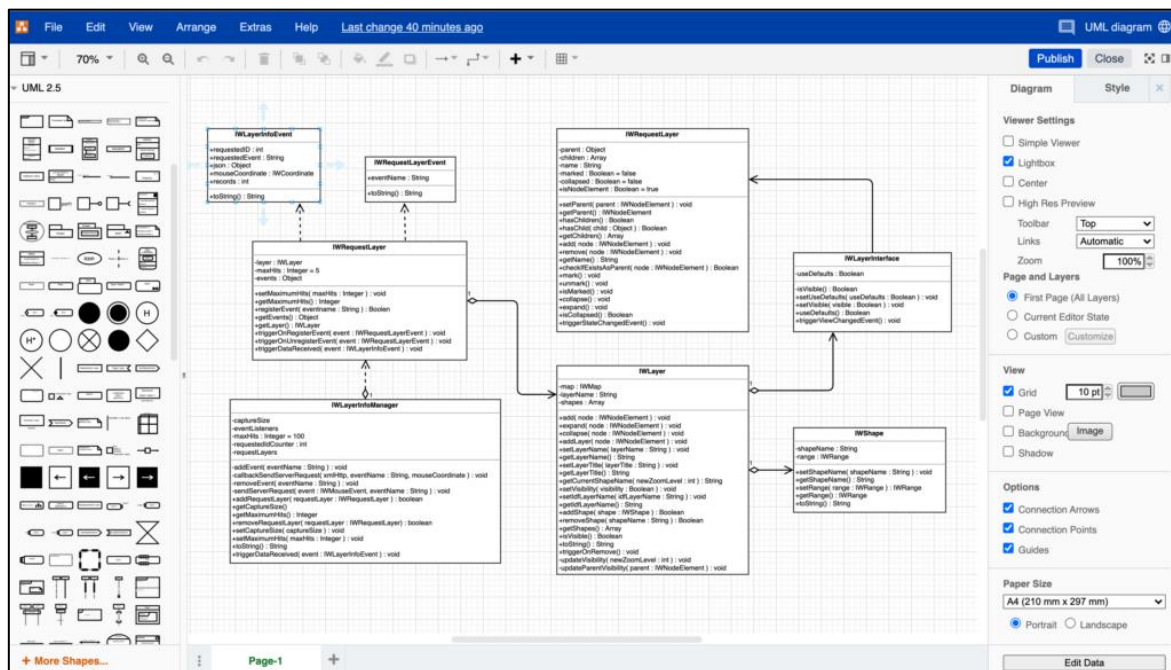 File Edit View Arrange Extras Help Last change 40 minutes ago UML diagram
70% Publish Close
UML 2.5
+ More Shapes...
IWLayerInfoEvent
+requestedID : int
+requestedEvent : String
+json : Object
+mouseCoordinate : IWCoordinate
+records : int
+toString() : String
IWRequestLayerEvent
+eventName : String
+toString() : String
IWRequestLayer
-layer : IWLayer
-maxHits : Integer = 5
-events : Object
+setMaximumHits( maxHits : Integer ) : void
+getMaximumHits() : Integer
+registerEvent( eventname : String ) : Boolen
+getEvents() : Object
+getLayer() : IWLayer
+triggerOnRegisterEvent( event : IWRequestLayerEvent ) : void
+triggerOnUnregisterEvent( event : IWRequestLayerEvent ) : void
+triggerDataReceived( event : IWLayerInfoEvent ) : void
1
IWLayerInfoManager
-captureSize
-eventListeners
-maxHits : Integer = 100
-requestedIdCounter : int
-requestLayers
-addEvent( eventName : String ) : void
-callbackSendServerRequest( xmlHttp, eventName : String, mouseCoordinate ) : void
-removeEvent( eventName : String ) : void
-sendServerRequest( event : IWMouseEvent, eventName : String ) : void
+addRequestLayer( requestLayer : IWRequestLayer ) : boolean
+getCaptureSize()
+getMaximumHits() : Integer
+removeRequestLayer( requestLayer : IWRequestLayer) : boolean
+setCaptureSize( captureSize ) : void
+setMaximumHits( maxHits : Integer ) : void
+toString() : String
+triggerDataReceived( event : IWLayerInfoEvent ) : void
1
IWRequestLayer
-parent : Object
-children : Array
-name : String
-marked : Boolean = false
-collapsed : Boolean = false
+isNodeElement : Boolean = true
+setParent( parent : IWNodeElement ) : void
+getParent() : IWNodeElement
+hasChildren() : Boolean
+hasChild( child : Object ) : Boolean
+getChildren() : Array
+add( node : IWNodeElement ) : void
+remove( node : IWNodeElement ) : void
+getName() : String
+checkIfExistsAsParent( node : IWNodeElement ) : Boolean
+mark() : void
+unmark() : void
+isMarked() : void
+collapse() : void
+expand() : void
+isCollapsed() : Boolean
+triggerStateChangedEvent() : void
IWLayer
-map : IWMap
-layerName : String
-shapes : Array
+add( node : IWNodeElement ) : void
+expand( node : IWNodeElement ) : void
+collapse( node : IWNodeElement ) : void
+addLayer( node : IWNodeElement ) : void
+setLayerName( layerName : String ) : void
+getLayerName() : String
+setLayerTitle( layerTitle : String ) : void
+getLayerTitle() : String
+getCurrentShapeName( newZoomLevel : int ) : String
+setVisibility( visibility : Boolean ) : void
+setIdfLayerName( idfLayerName : String ) : void
+getIdfLayerName() : String
+addShape( shape : IWShape ) : Boolean
+removeShape( shapeName : String ) : Boolean
+getShapes() : Array
+isVisible() : Boolean
+toString() : String
+triggerOnRemove() : void
-updateVisibility( newZoomLevel : int ) : void
-updateParentVisibility( parent : IWNodeElement ) : void
1
1
IWLayerInterface
-useDefaults : Boolean
-isVisible() : Boolean
+setUseDefaults( useDefaults : Boolean ) : void
+setVisible( visible : Boolean ) : void
+useDefaults() : Boolean
+triggerViewChangedEvent() : void
IWShape
-shapeName : String
-range : IWRange
+setShapeName( shapeName : String ) : void
+getShapeName() : String
+setRange( range : IWRange ) : IWRange
+getRange() : IWRange
+toString() : String
Page-1
Diagram Style
Viewer Settings
Simple Viewer
Lightbox
Center
High Res Preview
Toolbar Top
Links Automatic
Zoom 100%
Page and Layers
First Page (All Layers)
Current Editor State
Custom Customize
View
Grid 10 pt
Page View
Background Image
Shadow
Options
Connection Arrows
Connection Points
Guides
Paper Size
A4 (210 mm x 297 mm)
Portrait Landscape
Edit Data